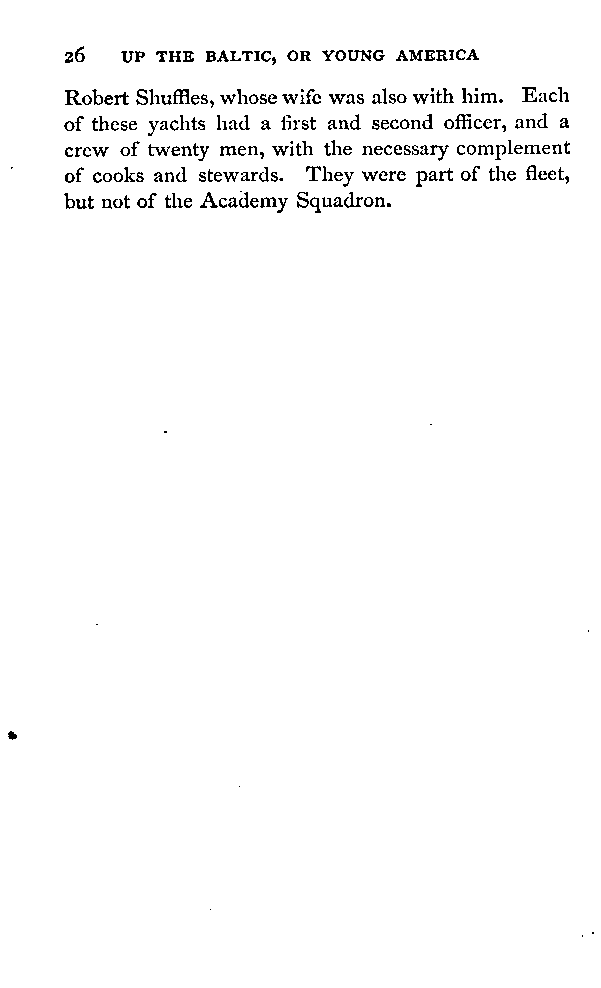 26 UP THE BALTIC, OR YOUNG AMERICA
Robert Shuffles, whose wife was also with him. Each
of these yachts had a first and second officer, and a
crew of twenty men, with the necessary complement
of cooks and stewards. They were part of the fleet,
but not of the Academy Squadron.